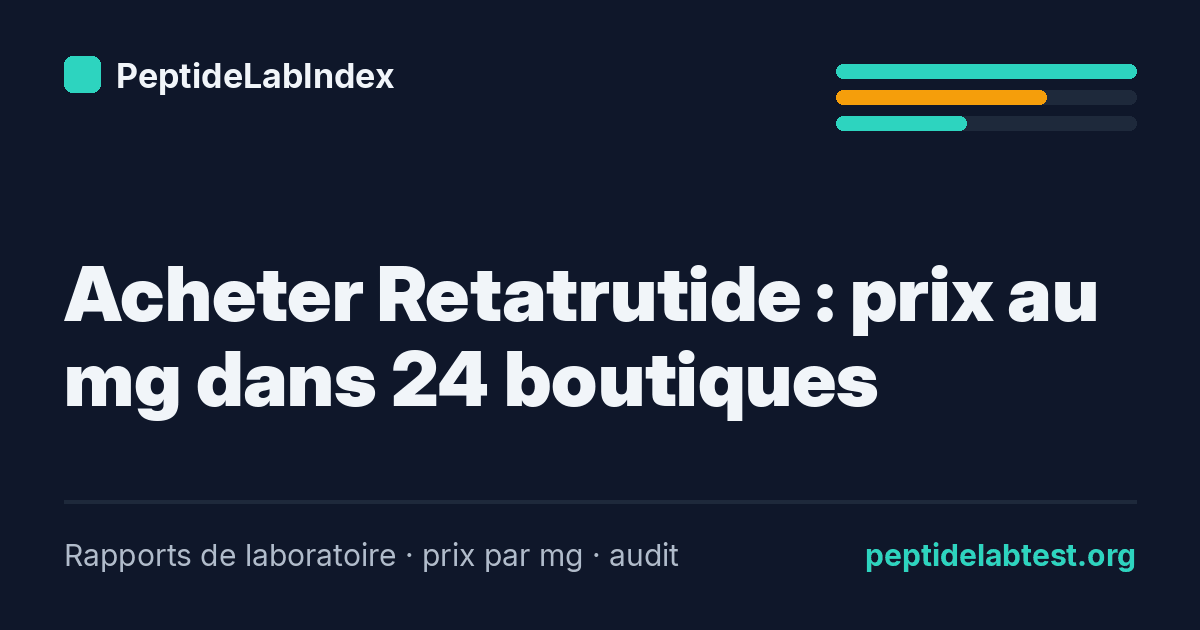 PeptideLabIndex
Acheter Retatrutide : prix au
mg dans 24 boutiques
Rapports de laboratoire · prix par mg · audit
peptidelabtest.org